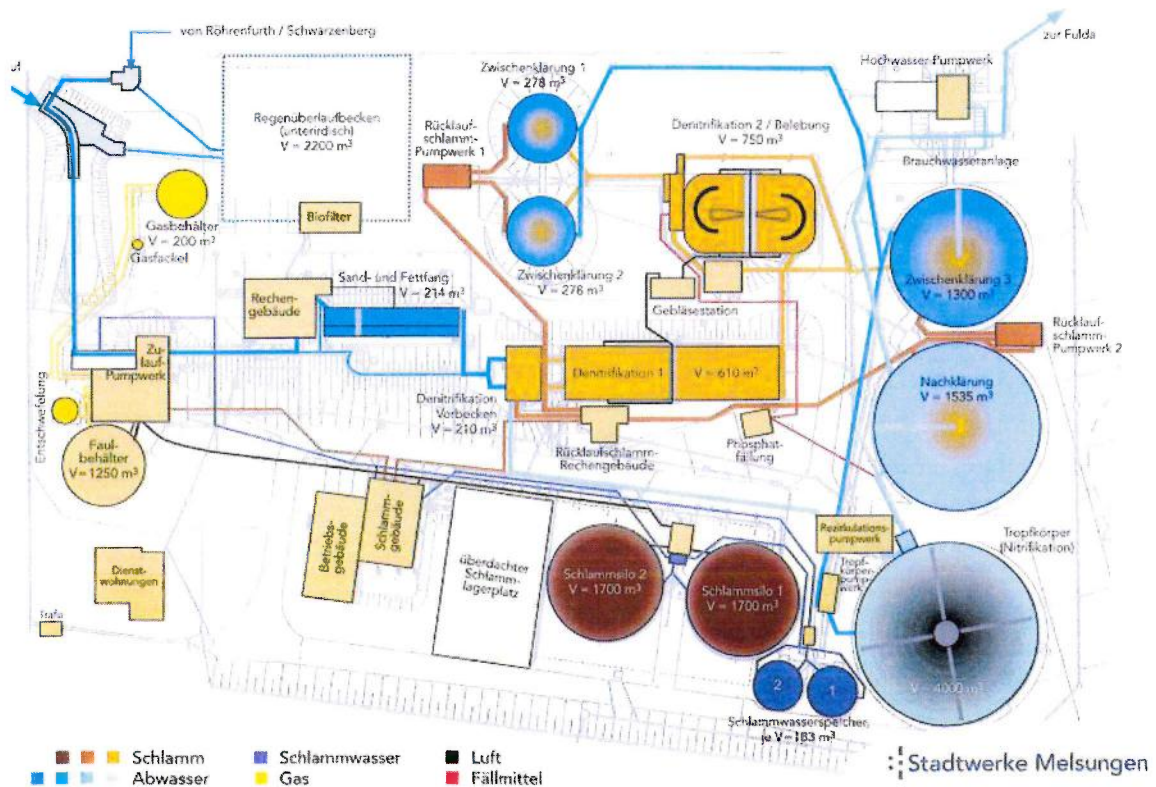 von Röhrenfurth / Schwarzenberg
zur Fulda
Zwischenklärung 1
V = 278 m³
Hochwasser-Pumpwerk
Regenüberlaufbecken
(unterirdisch)
V = 2200 m³
Rücklauf-
schlamm-
Pumpwerk 1
Denitrifikation 2 / Belebung
V = 750 m³
Brauchwasseranlage
Gasbehälter
V = 200 m³
Gasfackel
Biofilter
Zwischenklärung 2
V = 278 m³
Zwischenklärung 3
V = 1300 m³
Sand- und Fettfang
V = 214 m³
Rechen-
gebäude
Gebläsestation
Rücklauf-
schlamm-
Pumpwerk 2
Zu-
lauf-
Pumpwerk
Denitrifikation 1
V = 610 m³
Nachklärung
V = 1535 m³
Entschwefelung
Denitrifikation
Vorbecken
V = 210 m³
Faul-
behälter
V = 1250 m³
Rücklaufschlamm-
Rechengebäude
Phosphat-
fällung
Betriebs-
gebäude
Schlamm-
gebäude
überdachter
Schlamm-
lagerplatz
Rezirkulations-
pumpwerk
Tropfkörper
(Nitrifikation)
Dienst-
wohnungen
Schlammsilo 2
V = 1700 m³
Schlammsilo 1
V = 1700 m³
Tropf-
körper-
pump-
werk
Trafo
2
1
V = 4000 m³
Schlammwasserspeicher,
je V = 183 m³
Schlamm
Schlammwasser
Luft
Abwasser
Gas
Fällmittel
Stadtwerke Melsungen